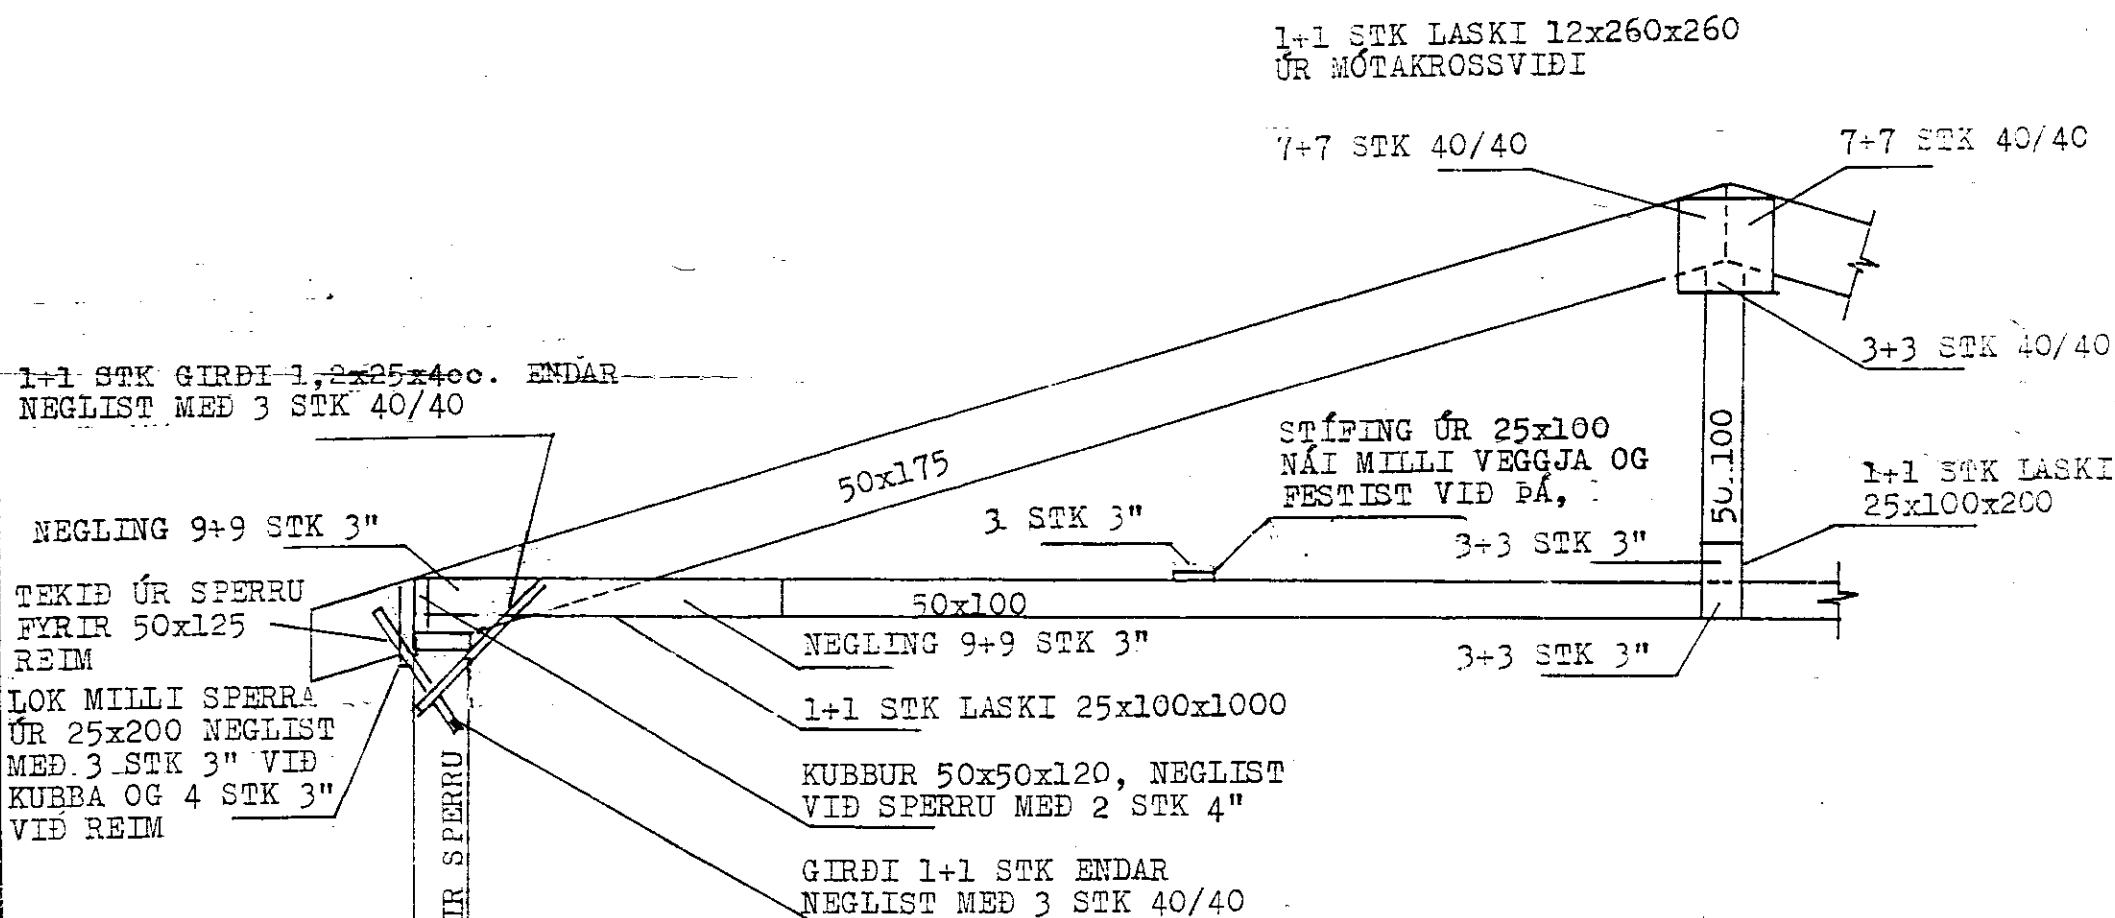 1+1 STK LASKI 12x260x260
ÚR MÓTAKROSSVIÐI
7+7 STK 40/40
7+7 STK 40/40
3+3 STK 40/40
1+1 STK GIRÐI 1,2x25x400. ENDAR
NEGLIST MEÐ 3 STK 40/40
50x175
STÍFING ÚR 25x100
NÁI MILLI VEGGJA OG
FESTIST VIÐ ÞÁ,
50x100
1+1 STK LASKI
25x100x200
NEGLING 9+9 STK 3"
3 STK 3"
3+3 STK 3"
TEKIÐ ÚR SPERRU
FYRIR 50x125
REIM
50x100
NEGLING 9+9 STK 3"
3+3 STK 3"
LOK MILLI SPERRA
ÚR 25x200 NEGLIST
MEÐ 3 STK 3" VIÐ
KUBBA OG 4 STK 3"
VIÐ REIM
1+1 STK LASKI 25x100x1000
KUBBUR 50x50x120, NEGLIST
VIÐ SPERRU MEÐ 2 STK 4"
GIRÐI 1+1 STK ENDAR
NEGLIST MEÐ 3 STK 40/40
IR SPERRU